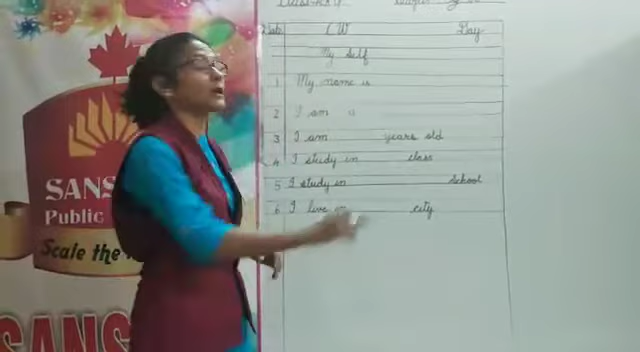 CW Day
My Self
1 My name is
2 I am a
3 I am years old
4 I study in class
5 I study in School
6 I live in city
SANS
Public
Scale the
SANS